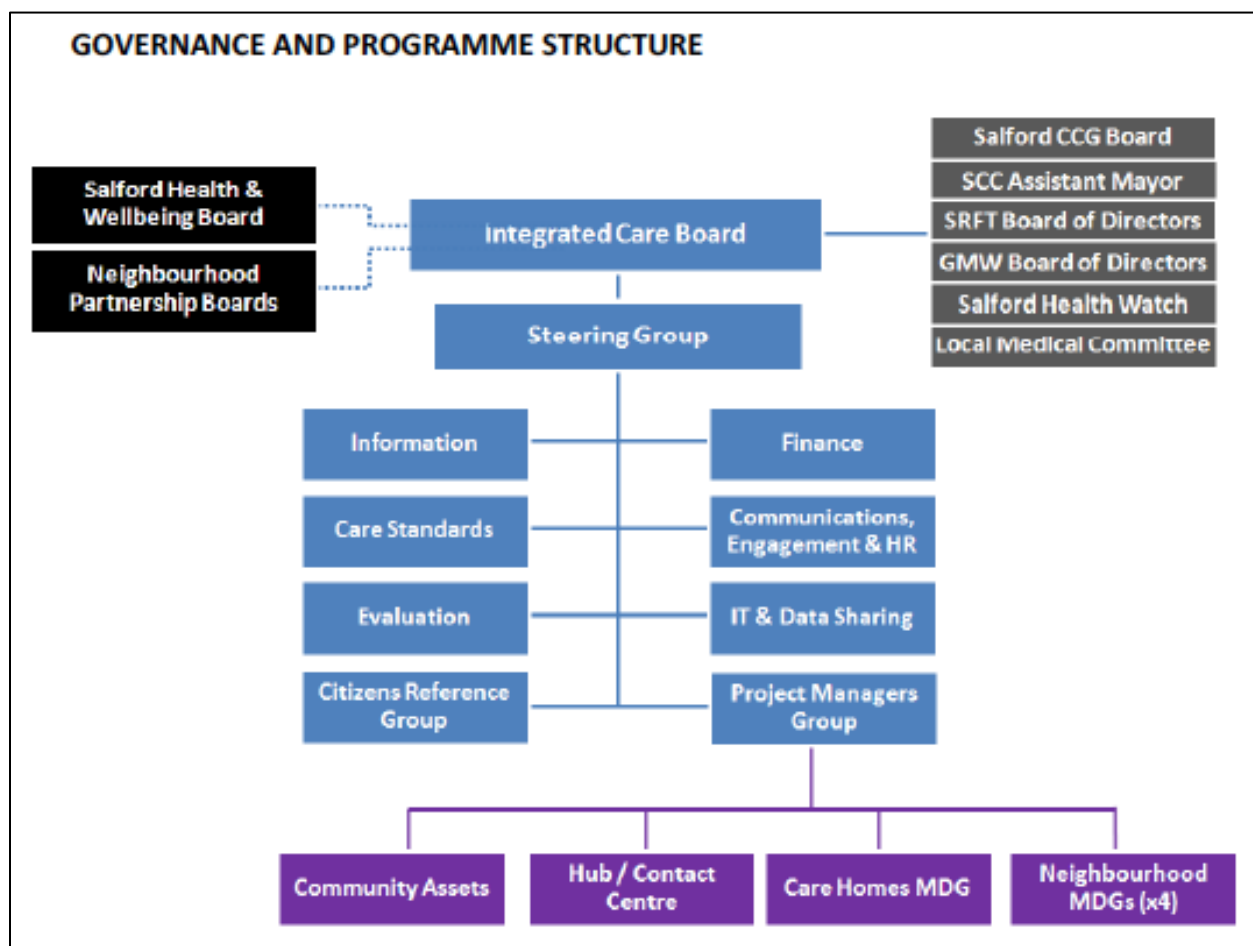 GOVERNANCE AND PROGRAMME STRUCTURE
Salford Health &
Wellbeing Board
Neighbourhood
Partnership Boards
Integrated Care Board
Salford CCG Board
SCC Assistant Mayor
SRFT Board of Directors
GMW Board of Directors
Salford Health Watch
Local Medical Committee
Steering Group
Information
Finance
Care Standards
Communications,
Engagement & HR
Evaluation
IT & Data Sharing
Citizens Reference
Group
Project Managers
Group
Community Assets
Hub / Contact
Centre
Care Homes MDG
Neighbourhood
MDGs (x4)